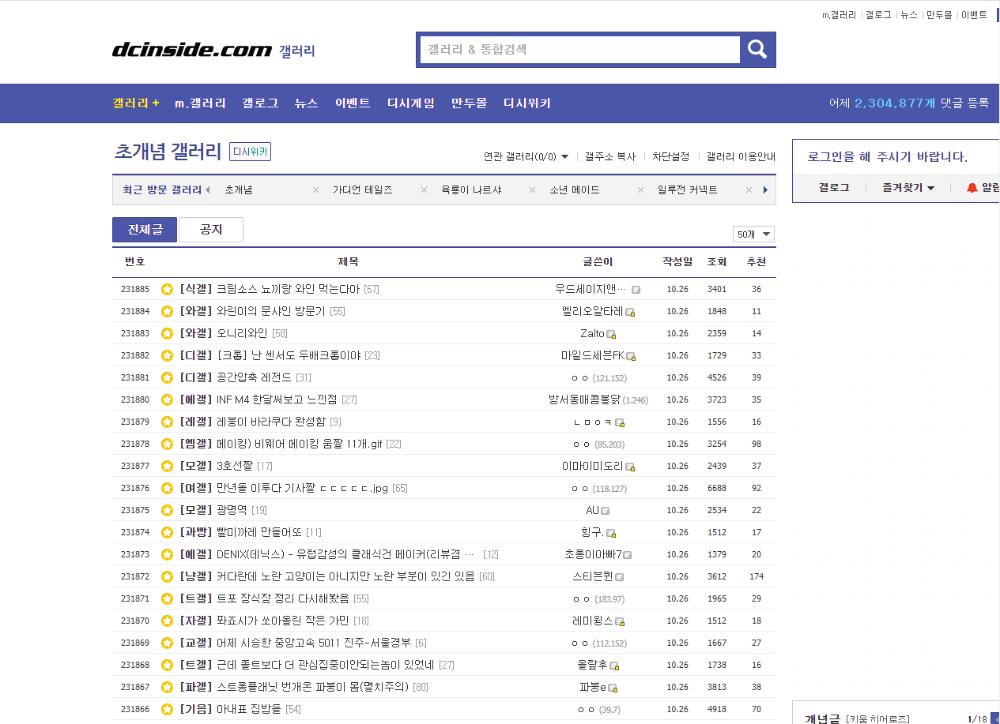 m.갤러리 갤로그 뉴스 만두몰 이벤트
dcinside.com 갤러리
갤러리 & 통합검색
갤러리 + m.갤러리 갤로그 뉴스 이벤트 디시게임 만두몰 디시위키
어제 2,304,877개 댓글 등록
초개념 갤러리 디시위키
연관 갤러리(0/0) 갤주소 복사 차단설정 갤러리 이용안내
로그인을 해 주시기 바랍니다.
갤로그 즐겨찾기 알림
최근 방문 갤러리 초개념 가디언 테일즈 육룡이 나르샤 소년 메이드 일루전 커넥트
전체글 공지
50개
번호 제목 글쓴이 작성일 조회 추천
231885 [식갤] 크림소스 뇨끼랑 와인 먹는다아 [67] 우드세이지앤… 10.26 3401 36
231884 [와갤] 와린이의 문샤인 방문기 [55] 엘리오알타레 10.26 1848 11
231883 [와갤] 오니리와인 [58] Zalto 10.26 2359 14
231882 [디갤] [크롭] 난 센서도 두배크롭이야 [23] 마일드세븐FK 10.26 1729 33
231881 [디갤] 공간압축 레전드 [31] ㅇㅇ (121.152) 10.26 4526 39
231880 [에갤] INF M4 한달써보고 느낀점 [27] 방서동매콤불닭 (1.246) 10.26 3723 35
231879 [레갤] 레붕이 바라쿠다 완성함 [9] ㄴㅁㅇㅋ 10.26 1556 16
231878 [엠갤] 메이킹) 비웨어 메이킹 움짤 11개.gif [22] ㅇㅇ (85.203) 10.26 3254 98
231877 [모갤] 3호선짤 [17] 이마이미도리 10.26 2439 37
231876 [여갤] 만년돌 이루다 기사짤 ㄷㄷㄷㄷㄷ.jpg [65] ㅇㅇ (118.127) 10.26 6688 92
231875 [모갤] 광명역 [19] AU 10.26 2534 22
231874 [과빵] 빨미까레 만들어또 [11] 힝구. 10.26 1512 17
231873 [에갤] DENIX(데닉스) - 유럽감성의 클래식건 메이커(리뷰겸 … [12] 초롱이아빠7 10.26 1379 20
231872 [냥갤] 커다란데 노란 고양이는 아니지만 노란 부분이 있긴 있음 [60] 스티븐퀸 10.26 3612 174
231871 [트갤] 트포 장식장 정리 다시해봤음 [55] ㅇㅇ (183.97) 10.26 1965 29
231870 [자갤] 퐈죠시가 쏘아올린 작은 가민 [18] 레미윙스 10.26 1512 18
231869 [교갤] 어제 시승한 중앙고속 5011 진주-서울경부 [6] ㅇㅇ (112.152) 10.26 1667 27
231868 [트갤] 근데 졸트보다 더 관심집중이안되는놈이 있었네 [27] 올랖후 10.26 1738 16
231867 [파갤] 스트롱플래닛 번개온 파붕이 몸(멸치주의) [80] 파붕e 10.26 3813 38
231866 [기음] 아내표 집밥들 [54] ㅇㅇ (39.7) 10.26 4918 70
개념글 [키움 히어로즈] 1/18